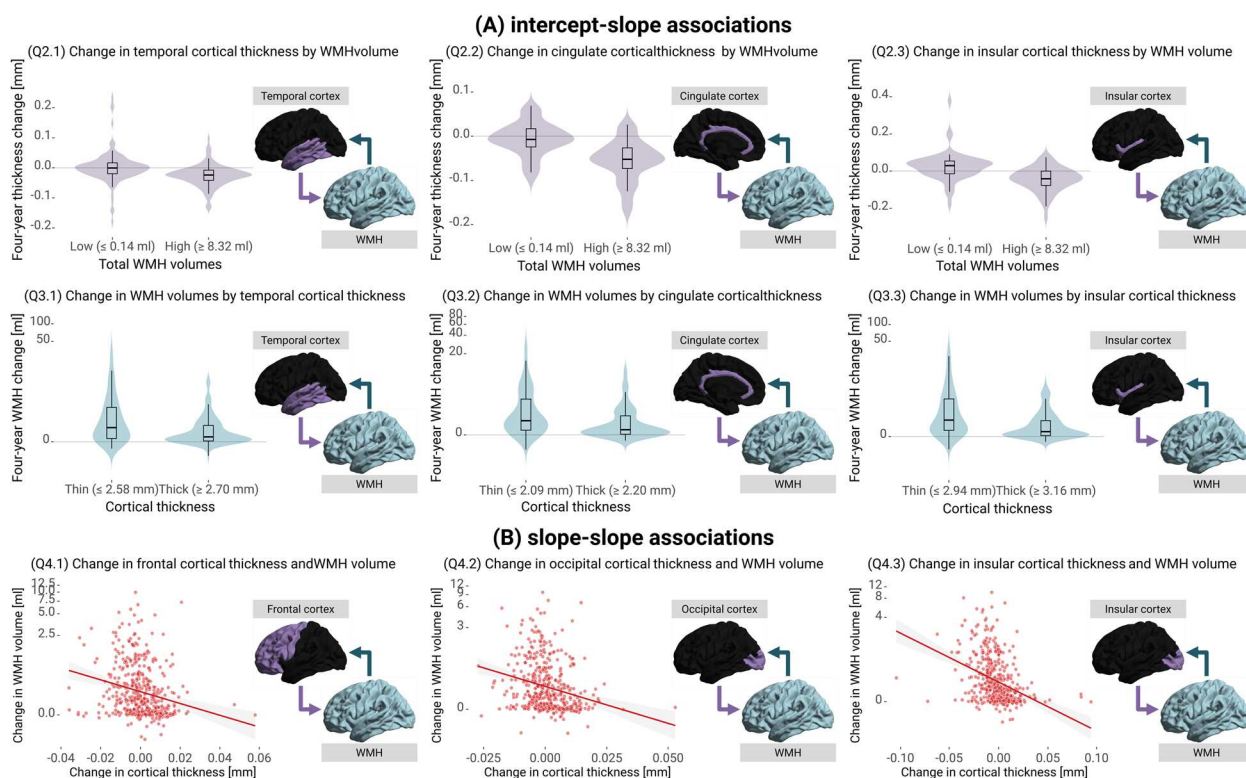 (A) intercept-slope associations
(Q2.1) Change in temporal cortical thickness by WMHvolume
Four-year thickness change [mm]
0.2-
0.1-
0.0-
-0.1-
-0.2-
Temporal cortex
WMH
Low (≤ 0.14 ml) High (≥ 8.32 ml)
Total WMH volumes
(Q2.2) Change in cingulate corticalthickness by WMHvolume
Four-year thickness change [mm]
0.1-
-0.0-
-0.1-
-0.2-
Cingulate cortex
WMH
Low (≤ 0.14 ml) High (≥ 8.32 ml)
Total WMH volumes
(Q2.3) Change in insular cortical thickness by WMH volume
Four-year thickness change [mm]
0.4-
0.2-
0.0-
-0.2-
Insular cortex
WMH
Low (≤ 0.14 ml) High (≥ 8.32 ml)
Total WMH volumes
(Q3.1) Change in WMH volumes by temporal cortical thickness
Four-year WMH change [ml]
100-
50-
0-
Temporal cortex
WMH
Thin (≤ 2.58 mm)Thick (≥ 2.70 mm)
Cortical thickness
(Q3.2) Change in WMH volumes by cingulate corticalthickness
Four-year WMH change [ml]
80-
60-
40-
20-
0-
Cingulate cortex
WMH
Thin (≤ 2.09 mm) Thick (≥ 2.20 mm)
Cortical thickness
(Q3.3) Change in WMH volumes by insular cortical thickness
Four-year WMH change [ml]
100-
50-
0-
Insular cortex
WMH
Thin (≤ 2.94 mm)Thick (≥ 3.16 mm)
Cortical thickness
(B) slope-slope associations
(Q4.1) Change in frontal cortical thickness andWMH volume
Change in WMH volume [ml]
12.5-
10.0-
7.5-
5.0-
2.5-
0.0-
Frontal cortex
WMH
-0.04 -0.02 0.00 0.02 0.04 0.06
Change in cortical thickness [mm]
(Q4.2) Change in occipital cortical thickness and WMH volume
Change in WMH volume [ml]
12-
9-
6-
3-
0-
Occipital cortex
WMH
-0.025 0.000 0.025 0.050
Change in cortical thickness [mm]
(Q4.3) Change in insular cortical thickness and WMH volume
Change in WMH volume [ml]
12-
8-
4-
0-
Insular cortex
WMH
-0.10 -0.05 0.00 0.05 0.10
Change in cortical thickness [mm]